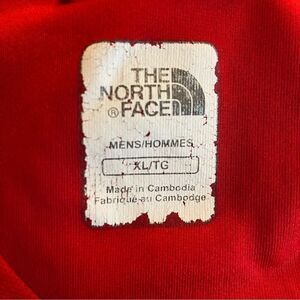 THE
NORTH
® FACE
MENS/HOMMES
XL/TG
Made in Cambodia
Fabriqué au Cambodge